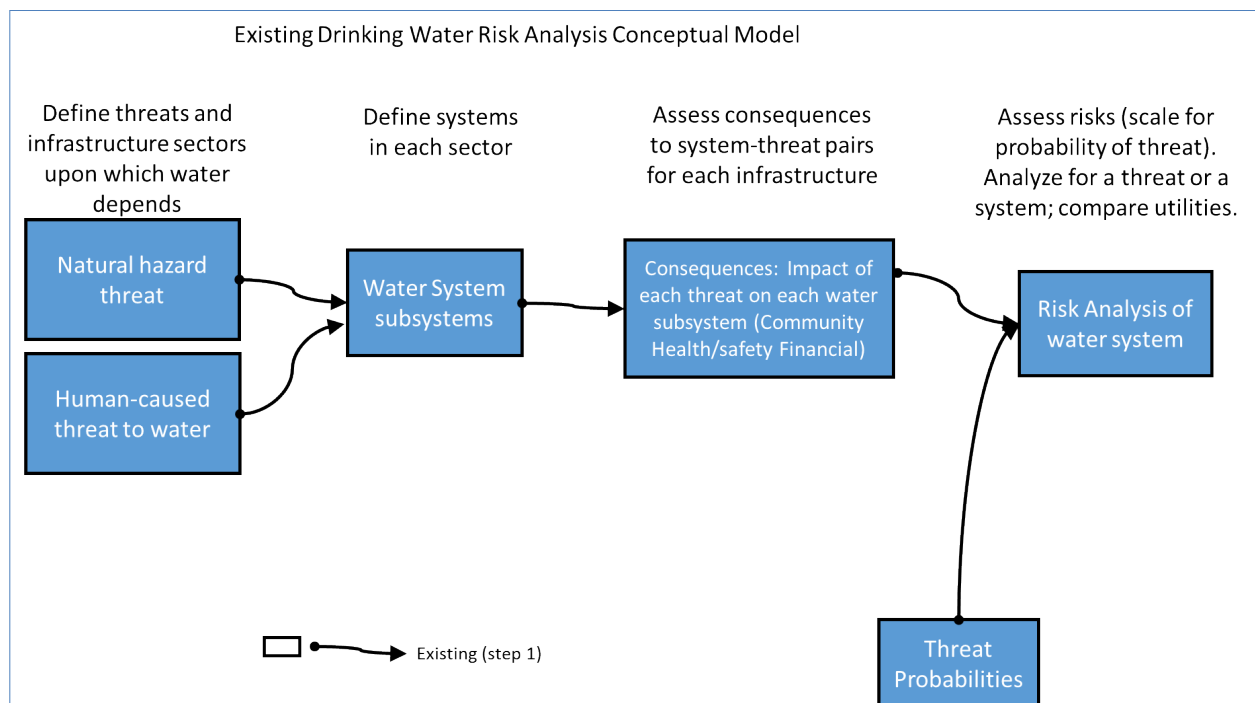 Existing Drinking Water Risk Analysis Conceptual Model
Define threats and
infrastructure sectors
upon which water
depends
Define systems
in each sector
Assess consequences
to system-threat pairs
for each infrastructure
Assess risks (scale for
probability of threat).
Analyze for a threat or a
system; compare utilities.
Natural hazard
threat
Human-caused
threat to water
Water System
subsystems
Consequences: Impact of
each threat on each water
subsystem (Community
Health/safety Financial)
Risk Analysis of
water system
Threat
Probabilities
Existing (step 1)